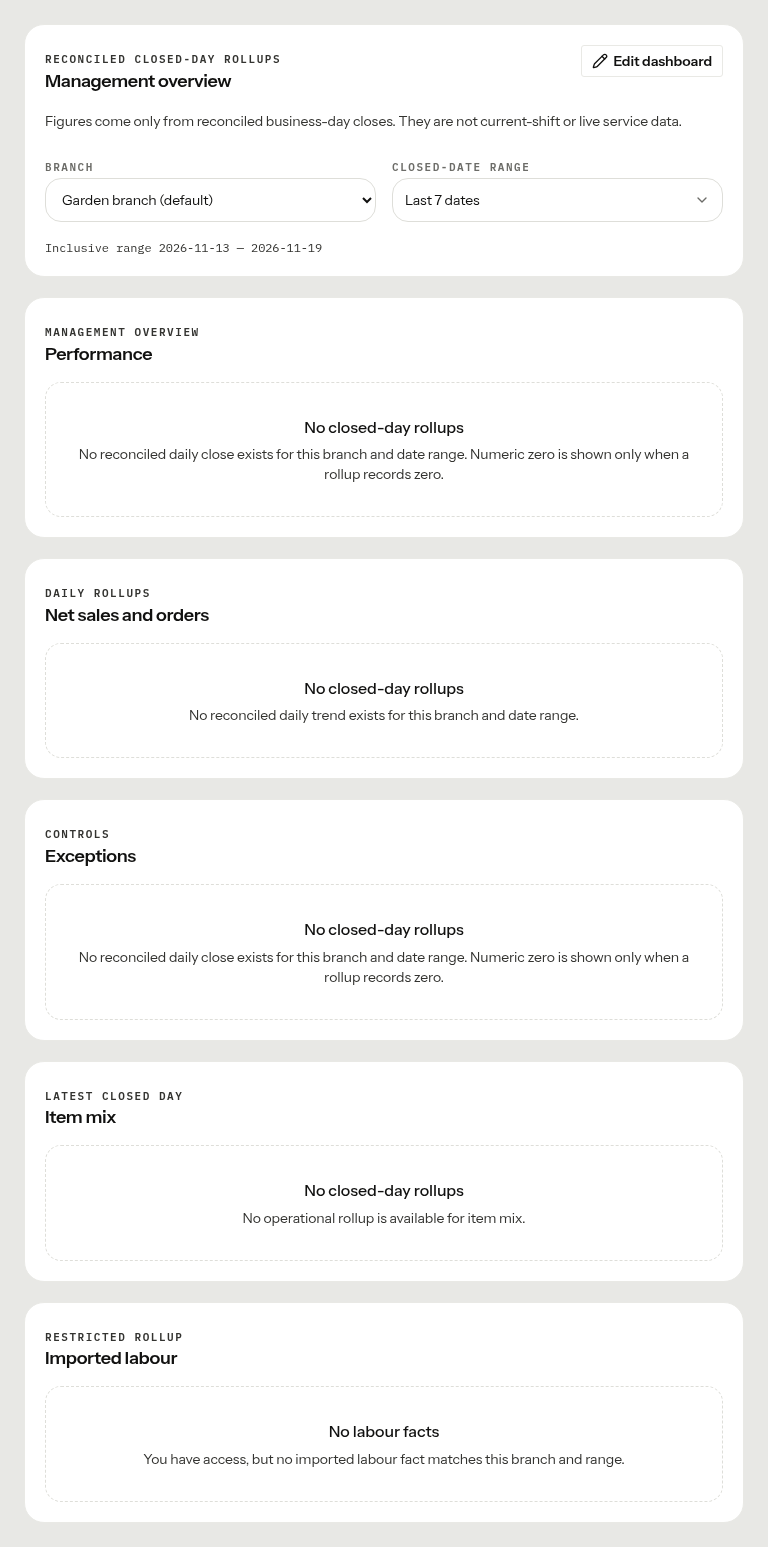 RECONCILED CLOSED-DAY ROLLUPS
Management overview
Edit dashboard
Figures come only from reconciled business-day closes. They are not current-shift or live service data.
BRANCH
Garden branch (default)
CLOSED-DATE RANGE
Last 7 dates
Inclusive range 2026-11-13 — 2026-11-19
MANAGEMENT OVERVIEW
Performance
No closed-day rollups
No reconciled daily close exists for this branch and date range. Numeric zero is shown only when a
rollup records zero.
DAILY ROLLUPS
Net sales and orders
No closed-day rollups
No reconciled daily trend exists for this branch and date range.
CONTROLS
Exceptions
No closed-day rollups
No reconciled daily close exists for this branch and date range. Numeric zero is shown only when a
rollup records zero.
LATEST CLOSED DAY
Item mix
No closed-day rollups
No operational rollup is available for item mix.
RESTRICTED ROLLUP
Imported labour
No labour facts
You have access, but no imported labour fact matches this branch and range.